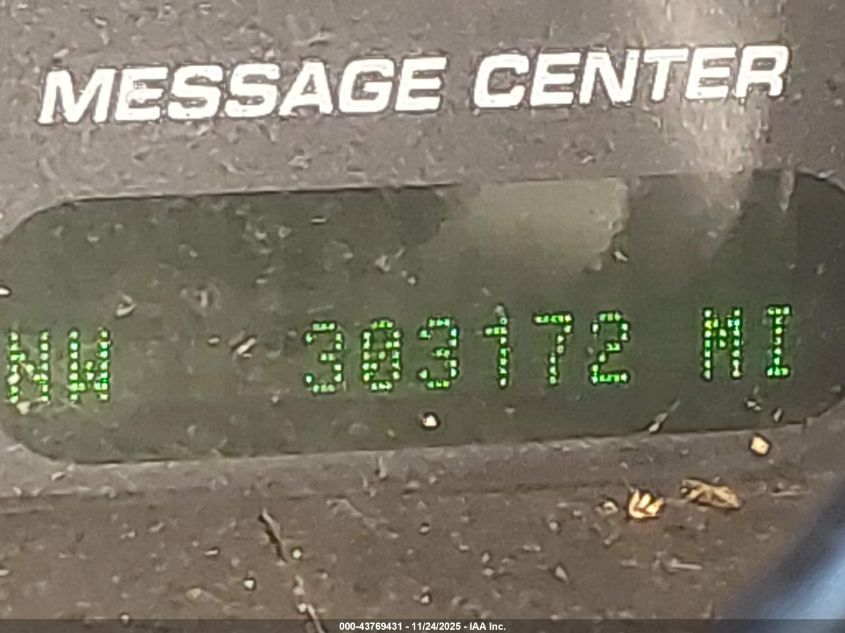 MESSAGE CENTER
NW 303172 MI
000-43769431 - 11/24/2025 - IAA Inc.